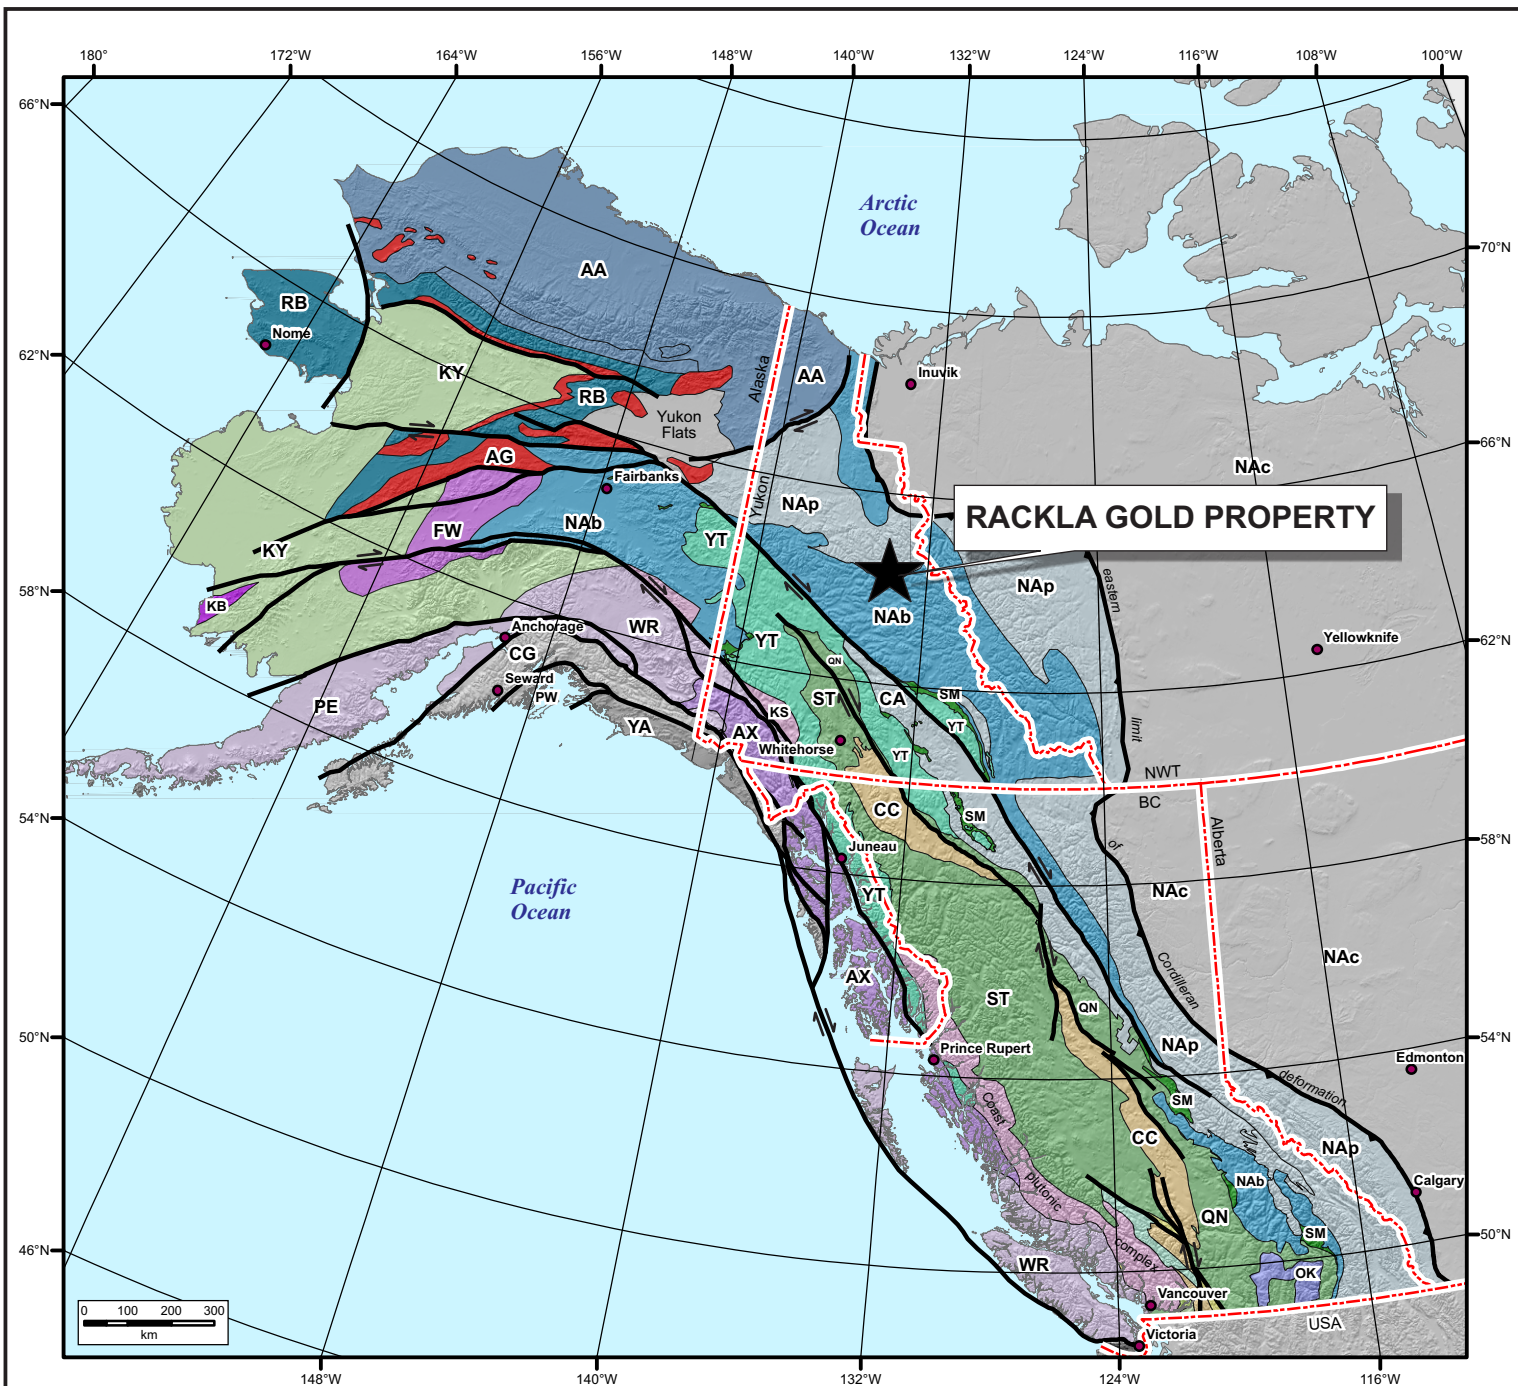 180°
172°W
164°W
156°W
148°W
140°W
132°W
124°W
116°W
108°W
100°W
66°N
62°N
58°N
54°N
50°N
46°N
70°N
66°N
62°N
58°N
54°N
50°N
148°W
140°W
132°W
124°W
116°W
Arctic
Ocean
AA
RB
Nome
KY
AA
Alaska
Inuvik
RB
Yukon
Flats
AG
Fairbanks
NAc
Yukon
NAp
RACKLA GOLD PROPERTY
FW
NAb
YT
KY
eastern
NAp
KB
NAb
Anchorage
WR
YT
Yellowknife
CG
QN
Seward
PW
ST
CA
SM
PE
YA
KS
YT
limit
AX
Whitehorse
YT
NWT
BC
CC
SM
Alberta
of
Juneau
YT
NAc
Pacific
Ocean
NAc
AX
Cordilleran
ST
QN
Prince Rupert
NAp
Edmonton
deformation
Coast
SM
CC
NAp
plutonic
NAb
Calgary
QN
complex
SM
WR
OK
Vancouver
USA
Victoria
0 100 200 300
km